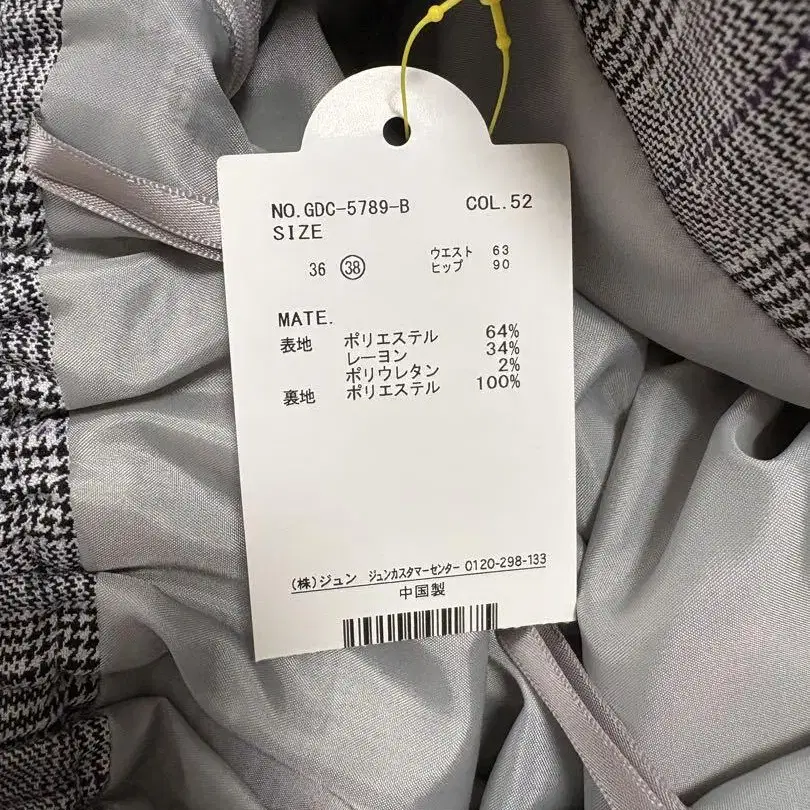 NO.GDC-5789-B COL.52
SIZE
36 ㊳ ウエスト 63
ヒップ 90
MATE.
表地 ポリエステル 64%
レーヨン 34%
ポリウレタン 2%
裏地 ポリエステル 100%
(株)ジュン ジュンカスタマーセンター 0120-298-133
中国製